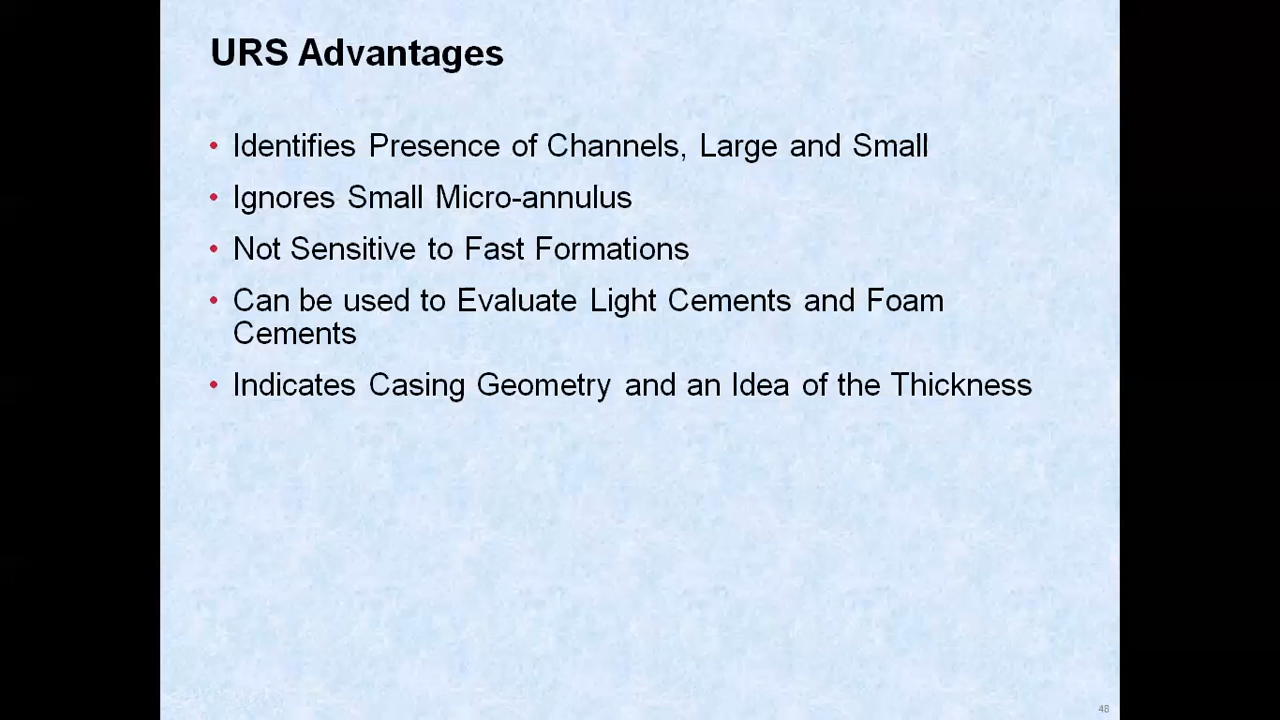 URS Advantages
• Identifies Presence of Channels, Large and Small
• Ignores Small Micro-annulus
• Not Sensitive to Fast Formations
• Can be used to Evaluate Light Cements and Foam
Cements
• Indicates Casing Geometry and an Idea of the Thickness
48